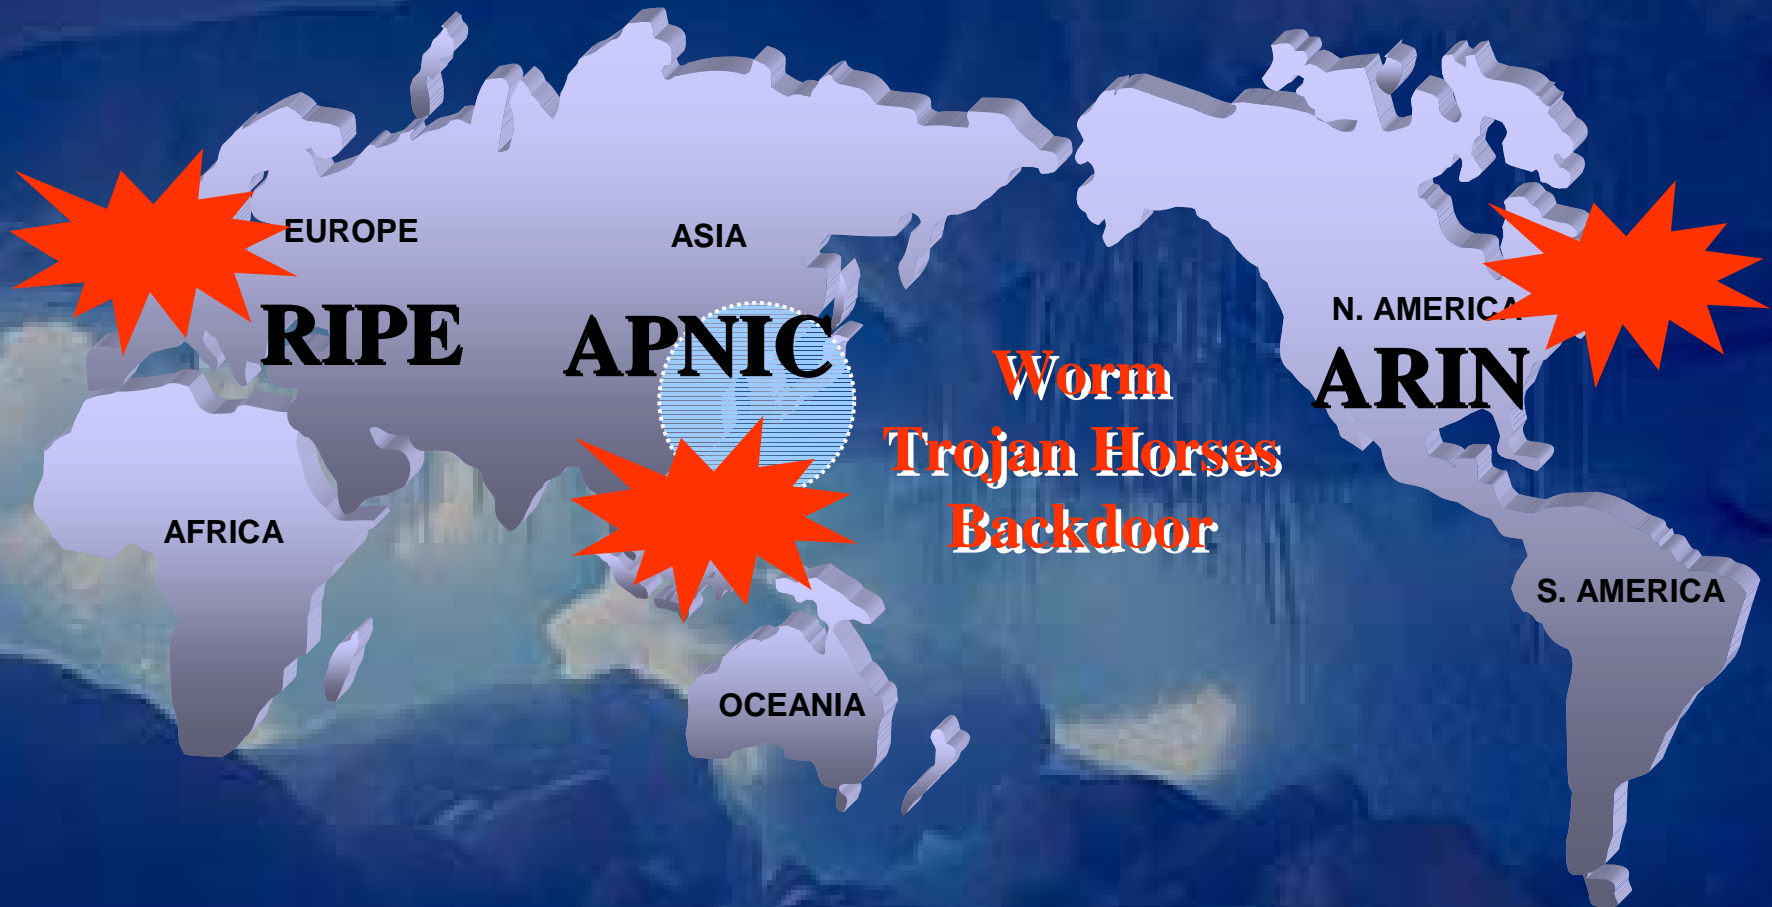 EUROPE
ASIA
RIPE
APNIC
N. AMERICA
ARIN
Worm
Trojan Horses
Backdoor
AFRICA
S. AMERICA
OCEANIA